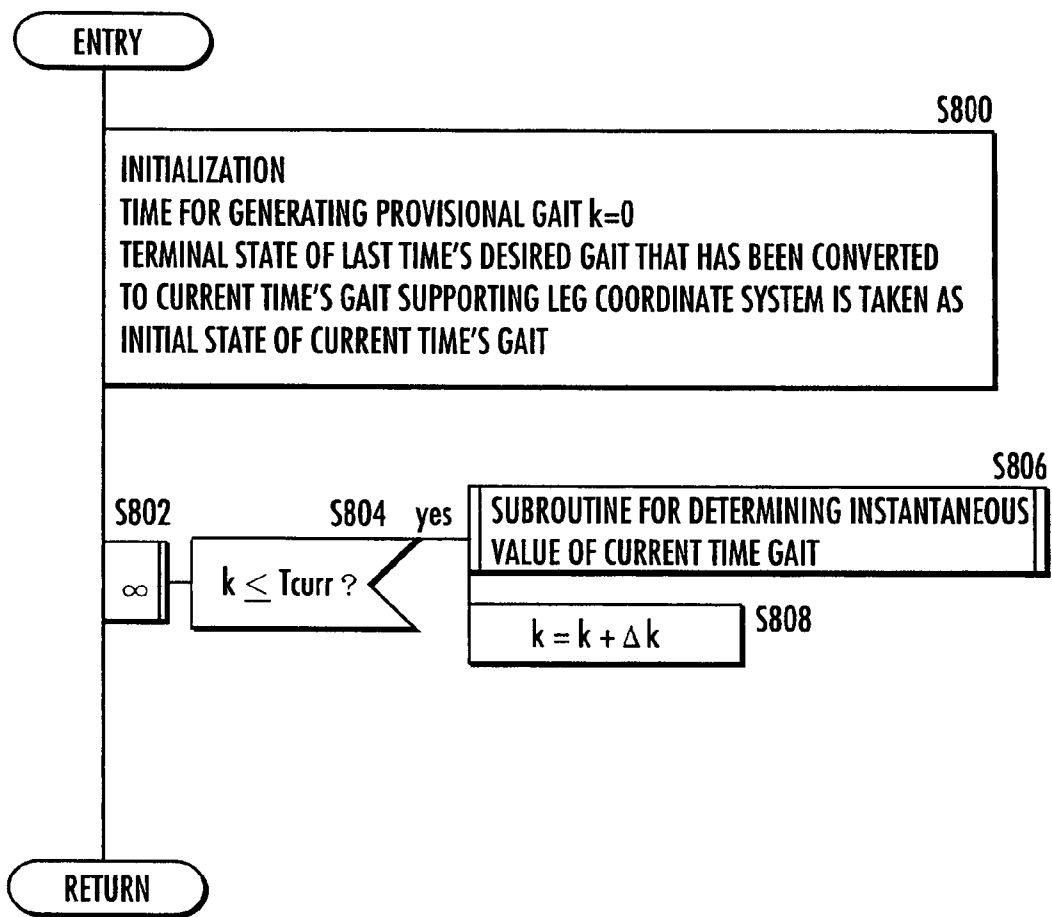 ENTRY
S800
INITIALIZATION
TIME FOR GENERATING PROVISIONAL GAIT k=0
TERMINAL STATE OF LAST TIME'S DESIRED GAIT THAT HAS BEEN CONVERTED
TO CURRENT TIME'S GAIT SUPPORTING LEG COORDINATE SYSTEM IS TAKEN AS
INITIAL STATE OF CURRENT TIME'S GAIT
S802
∞
S804
k ≤ Tcurr ?
yes
S806
SUBROUTINE FOR DETERMINING INSTANTANEOUS
VALUE OF CURRENT TIME GAIT
k = k + Δk
S808
RETURN